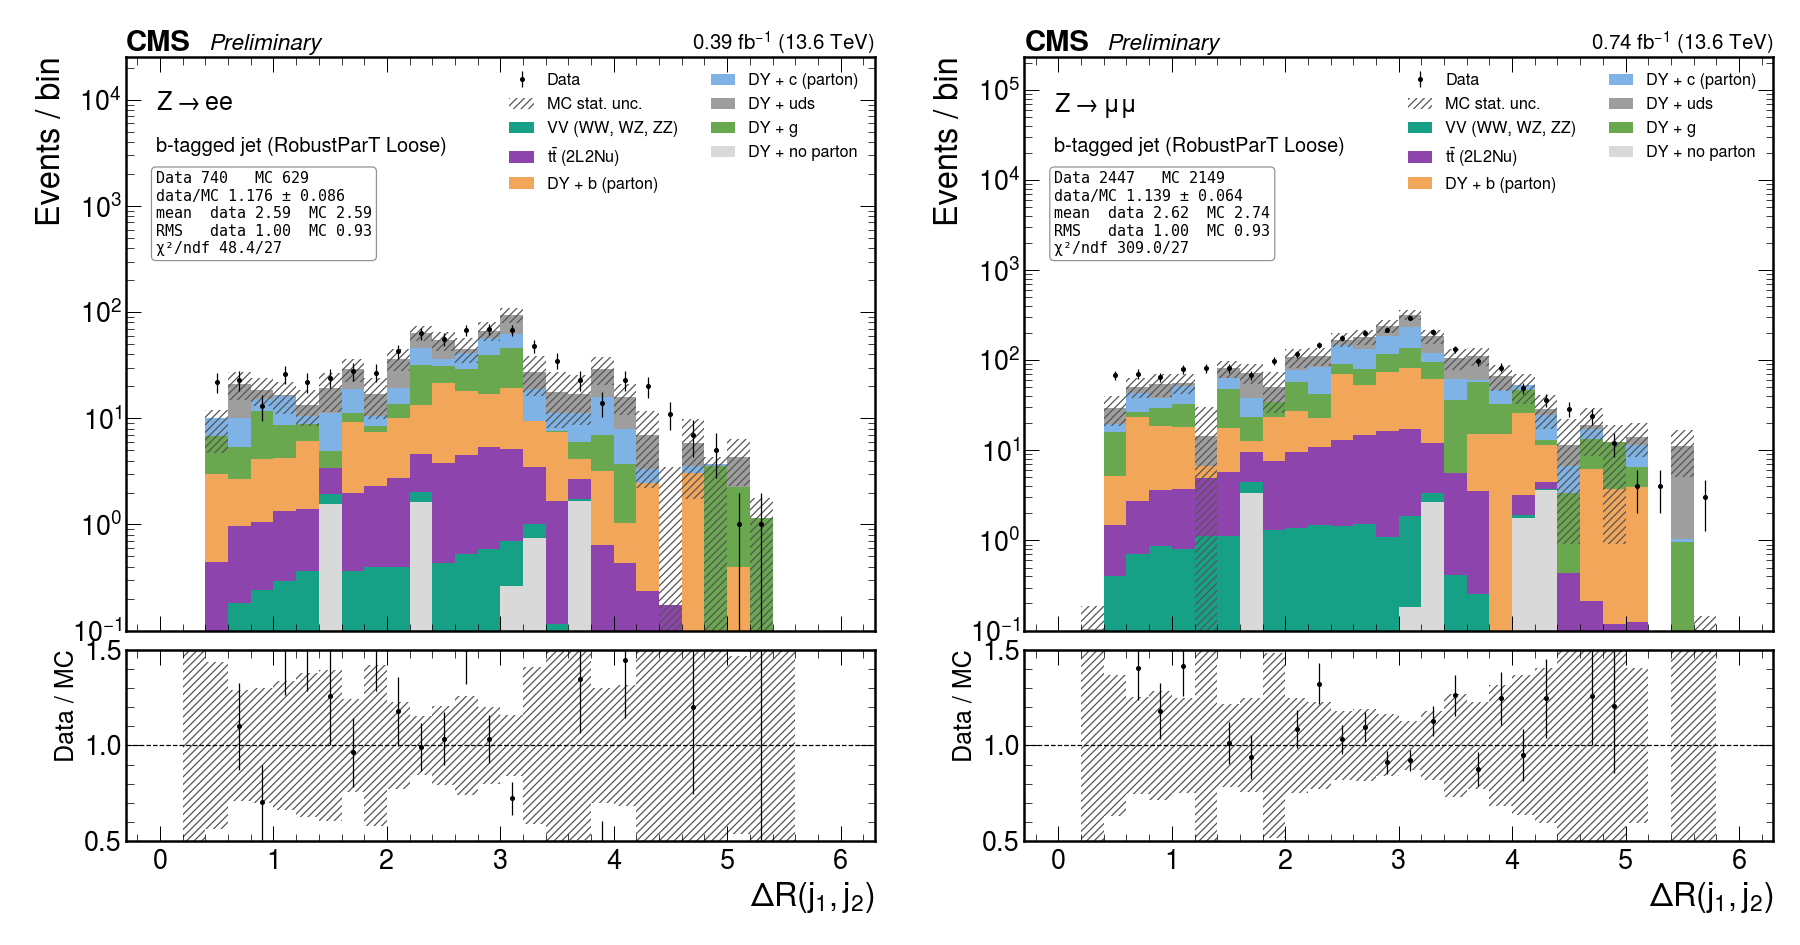 CMS Preliminary 0.39 fb⁻¹ (13.6 TeV)
Events / bin
Z → ee
b-tagged jet (RobustParT Loose)
Data 740 MC 629
data/MC 1.176 ± 0.086
mean data 2.59 MC 2.59
RMS data 1.00 MC 0.93
χ²/ndf 48.4/27
Data
MC stat. unc.
VV (WW, WZ, ZZ)
tt̄ (2L2Nu)
DY + b (parton)
DY + c (parton)
DY + uds
DY + g
DY + no parton
10⁴
10³
10²
10¹
10⁰
10⁻¹
Data / MC
1.5
1.0
0.5
0 1 2 3 4 5 6
ΔR(j₁, j₂)
CMS Preliminary 0.74 fb⁻¹ (13.6 TeV)
Events / bin
Z → μμ
b-tagged jet (RobustParT Loose)
Data 2447 MC 2149
data/MC 1.139 ± 0.064
mean data 2.62 MC 2.74
RMS data 1.00 MC 0.93
χ²/ndf 309.0/27
Data
MC stat. unc.
VV (WW, WZ, ZZ)
tt̄ (2L2Nu)
DY + b (parton)
DY + c (parton)
DY + uds
DY + g
DY + no parton
10⁵
10⁴
10³
10²
10¹
10⁰
10⁻¹
Data / MC
1.5
1.0
0.5
0 1 2 3 4 5 6
ΔR(j₁, j₂)